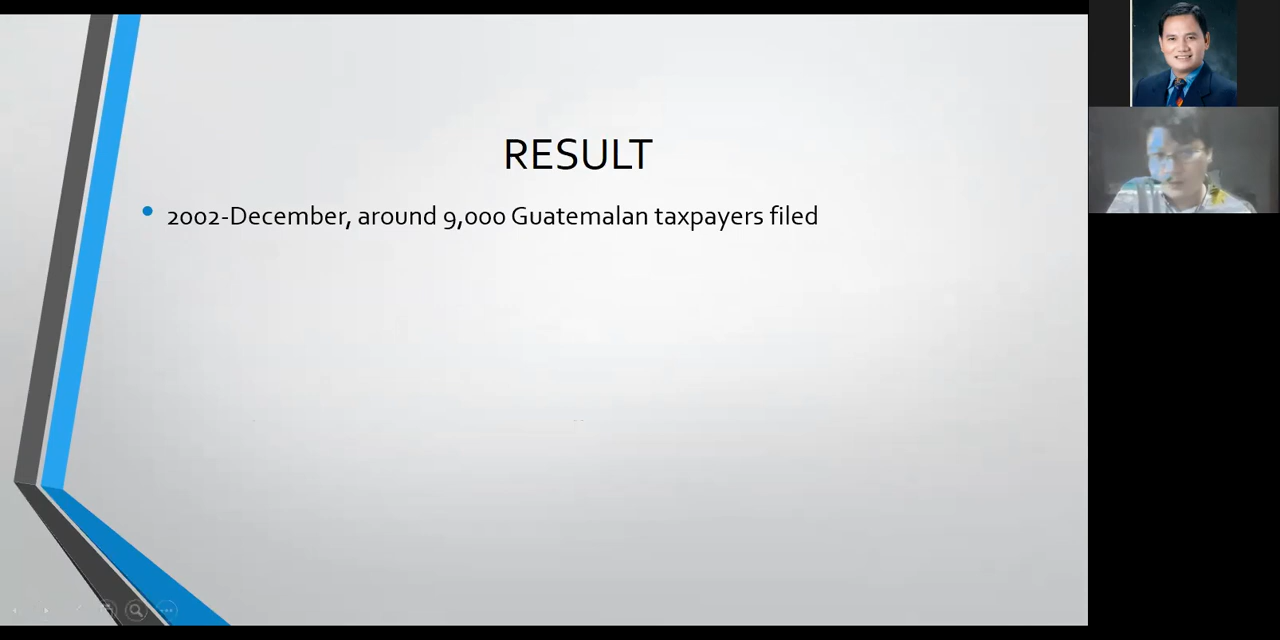 RESULT
• 2002-December, around 9,000 Guatemalan taxpayers filed